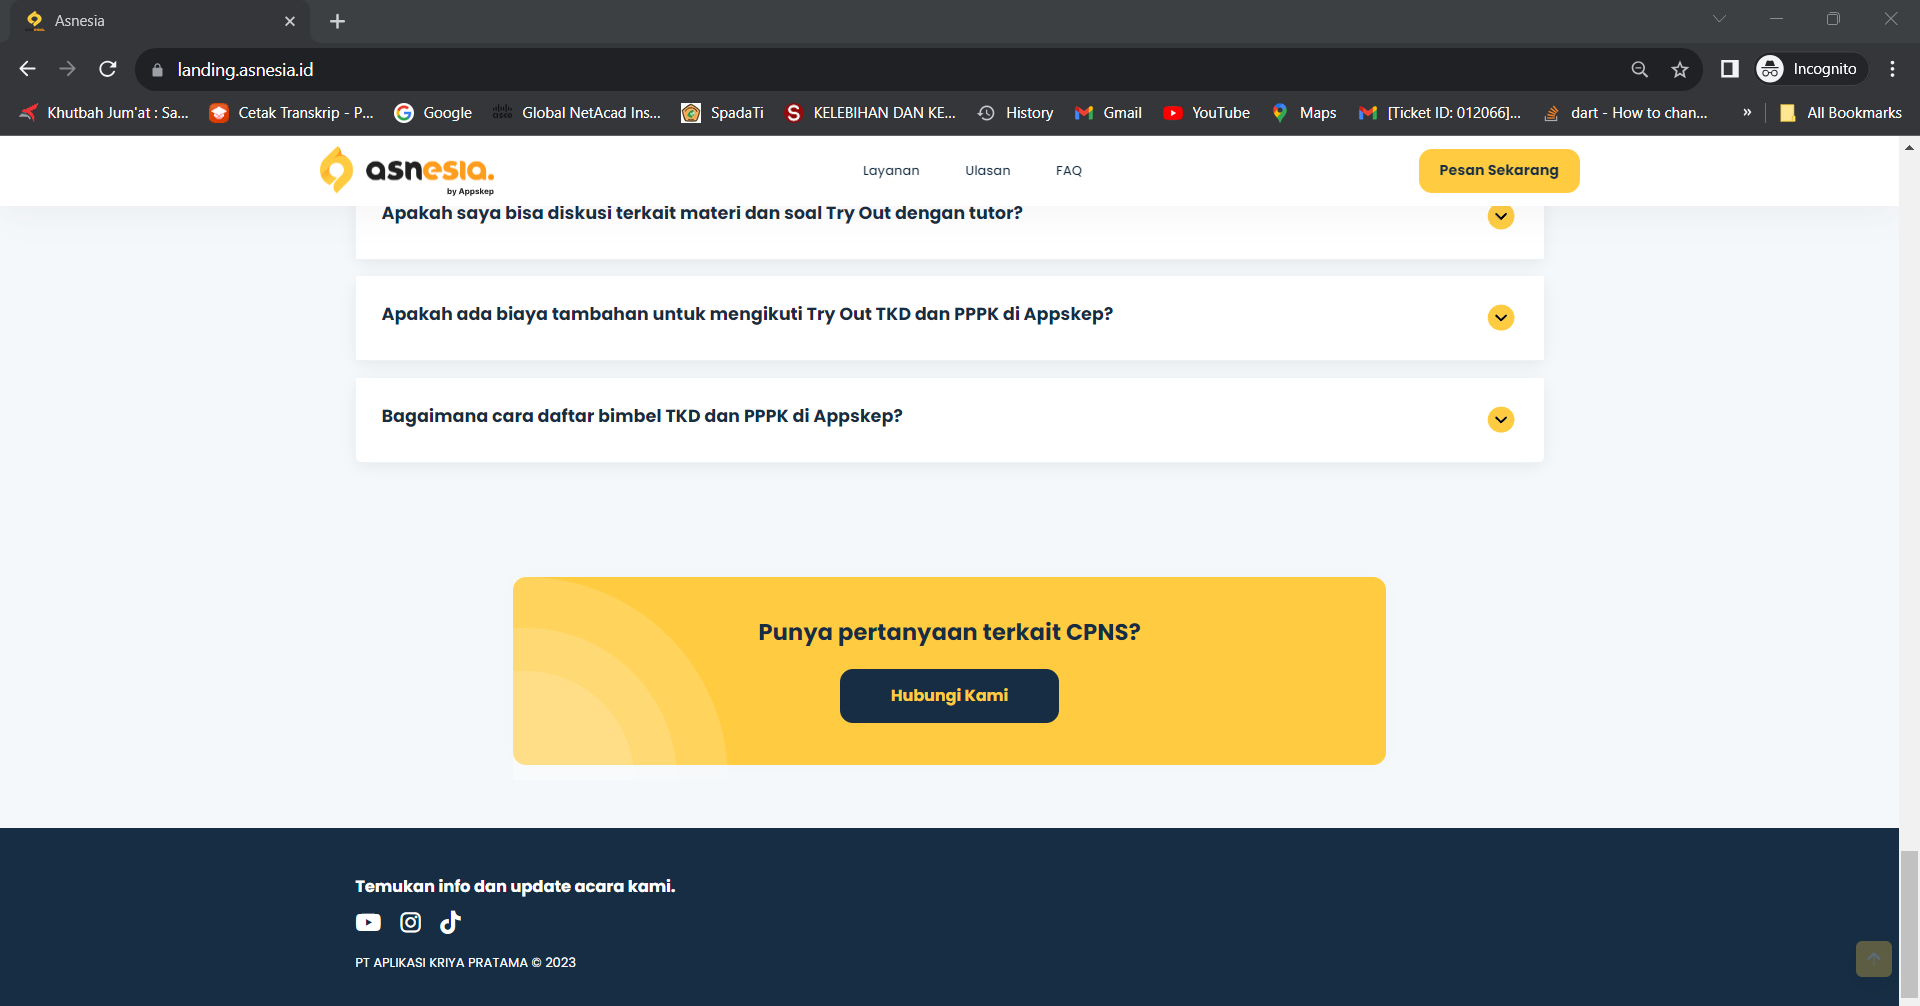 Asnesia
landing.asnesia.id
Incognito
Khutbah Jum'at : Sa...
Cetak Transkrip - P...
Google
Global NetAcad Ins...
SpadaTi
KELEBIHAN DAN KE...
History
Gmail
YouTube
Maps
[Ticket ID: 012066]...
dart - How to chan...
»
All Bookmarks
asnesia.
by Appskep
Layanan
Ulasan
FAQ
Pesan Sekarang
Apakah saya bisa diskusi terkait materi dan soal Try Out dengan tutor?
Apakah ada biaya tambahan untuk mengikuti Try Out TKD dan PPPK di Appskep?
Bagaimana cara daftar bimbel TKD dan PPPK di Appskep?
Punya pertanyaan terkait CPNS?
Hubungi Kami
Temukan info dan update acara kami.
PT APLIKASI KRIYA PRATAMA © 2023